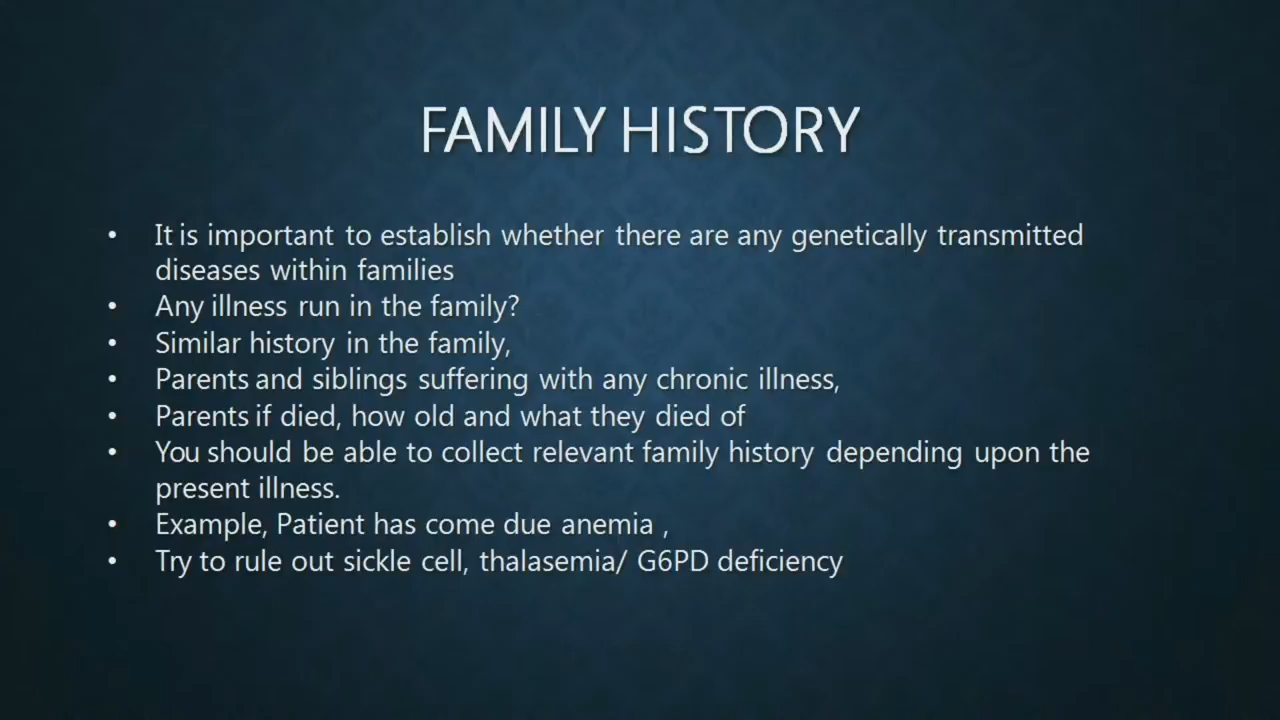 FAMILY HISTORY
• It is important to establish whether there are any genetically transmitted
diseases within families
• Any illness run in the family?
• Similar history in the family,
• Parents and siblings suffering with any chronic illness,
• Parents if died, how old and what they died of
• You should be able to collect relevant family history depending upon the
present illness.
• Example, Patient has come due anemia ,
• Try to rule out sickle cell, thalasemia/ G6PD deficiency